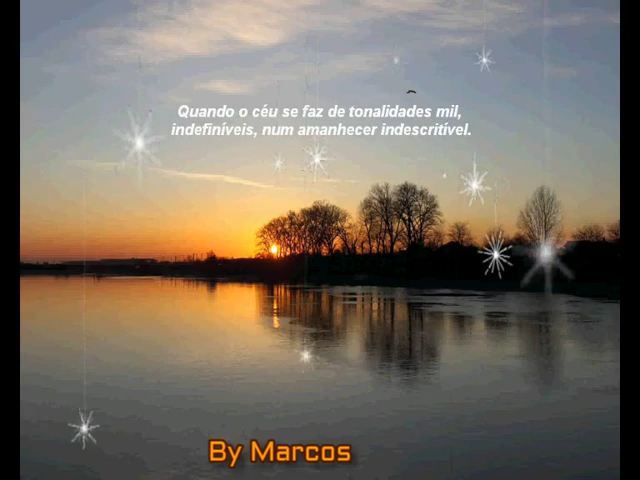 Quando o céu se faz de tonalidades mil,
indefiníveis, num amanhecer indescritível.
By Marcos